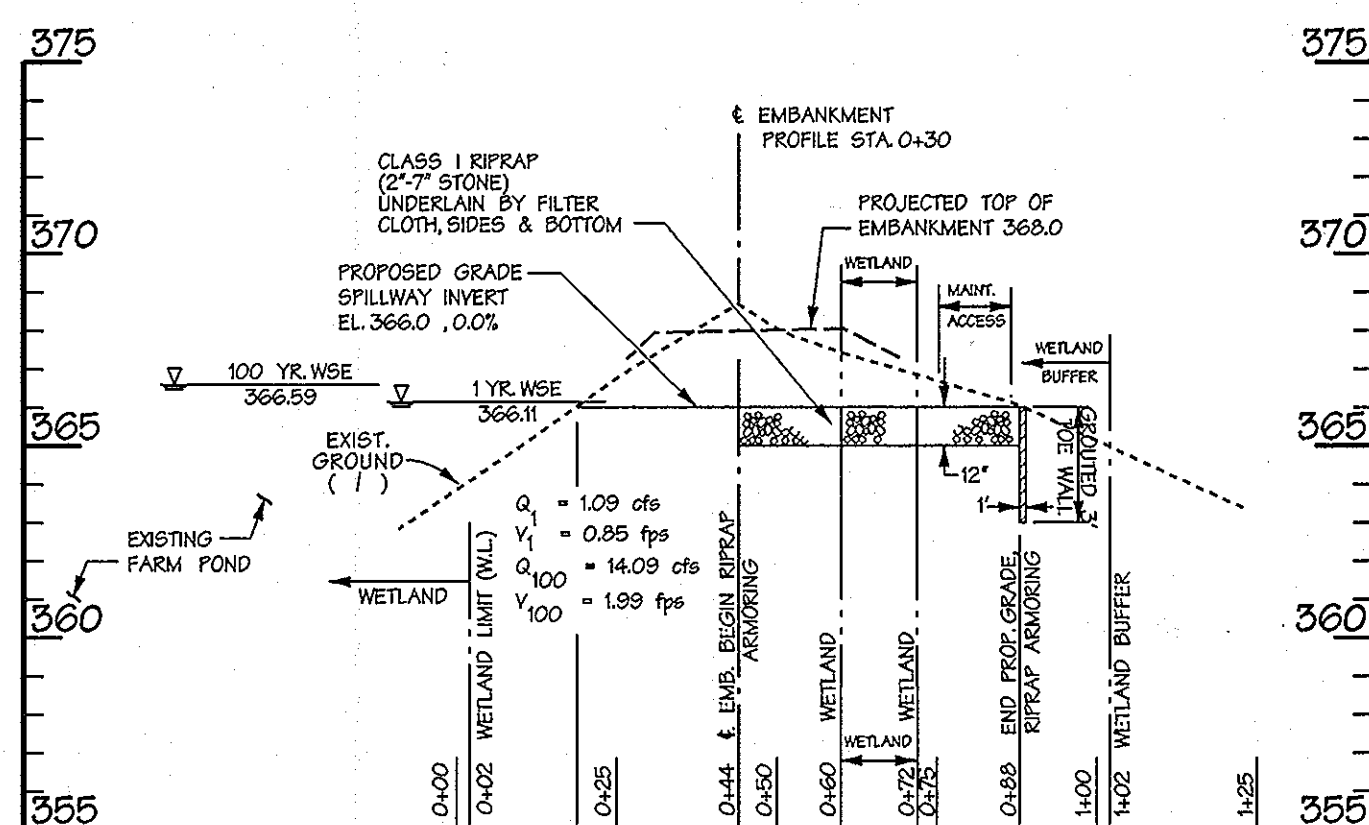 375
375
℄ EMBANKMENT
PROFILE STA. 0+30
CLASS I RIPRAP
(2"-7" STONE)
UNDERLAIN BY FILTER
CLOTH, SIDES & BOTTOM
PROJECTED TOP OF
EMBANKMENT 368.0
370
370
WETLAND
PROPOSED GRADE
SPILLWAY INVERT
EL. 366.0 , 0.0%
MAINT.
ACCESS
WETLAND
BUFFER
100 YR. WSE
366.59
1 YR. WSE
366.11
365
365
EXIST.
GROUND
( / )
GROUTED 3'
TOE WALL
12"
1'
Q1 = 1.09 cfs
V1 = 0.85 fps
Q100 = 14.09 cfs
V100 = 1.99 fps
EXISTING
FARM POND
WETLAND
360
360
0+00
0+02 WETLAND LIMIT (W.L.)
0+25
0+44 ℄ EMB. BEGIN RIPRAP
ARMORING
0+50
0+60 WETLAND
WETLAND
0+72 WETLAND
0+75
0+88 END PROP. GRADE,
RIPRAP ARMORING
1+00
1+02 WETLAND BUFFER
1+25
355
355